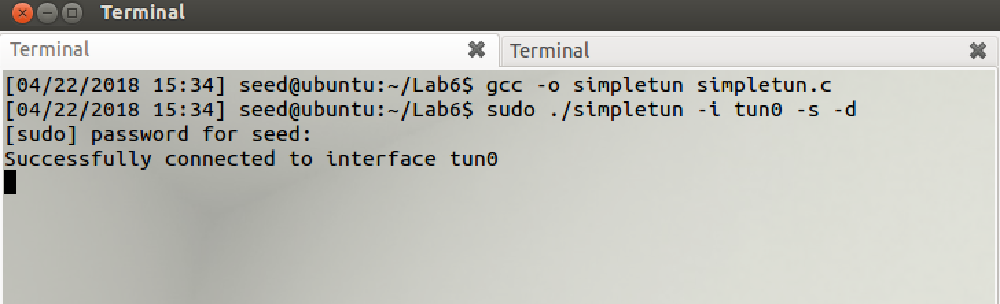 Terminal
Terminal Terminal
[04/22/2018 15:34] seed@ubuntu:~/Lab6$ gcc -o simpletun simpletun.c
[04/22/2018 15:34] seed@ubuntu:~/Lab6$ sudo ./simpletun -i tun0 -s -d
[sudo] password for seed:
Successfully connected to interface tun0